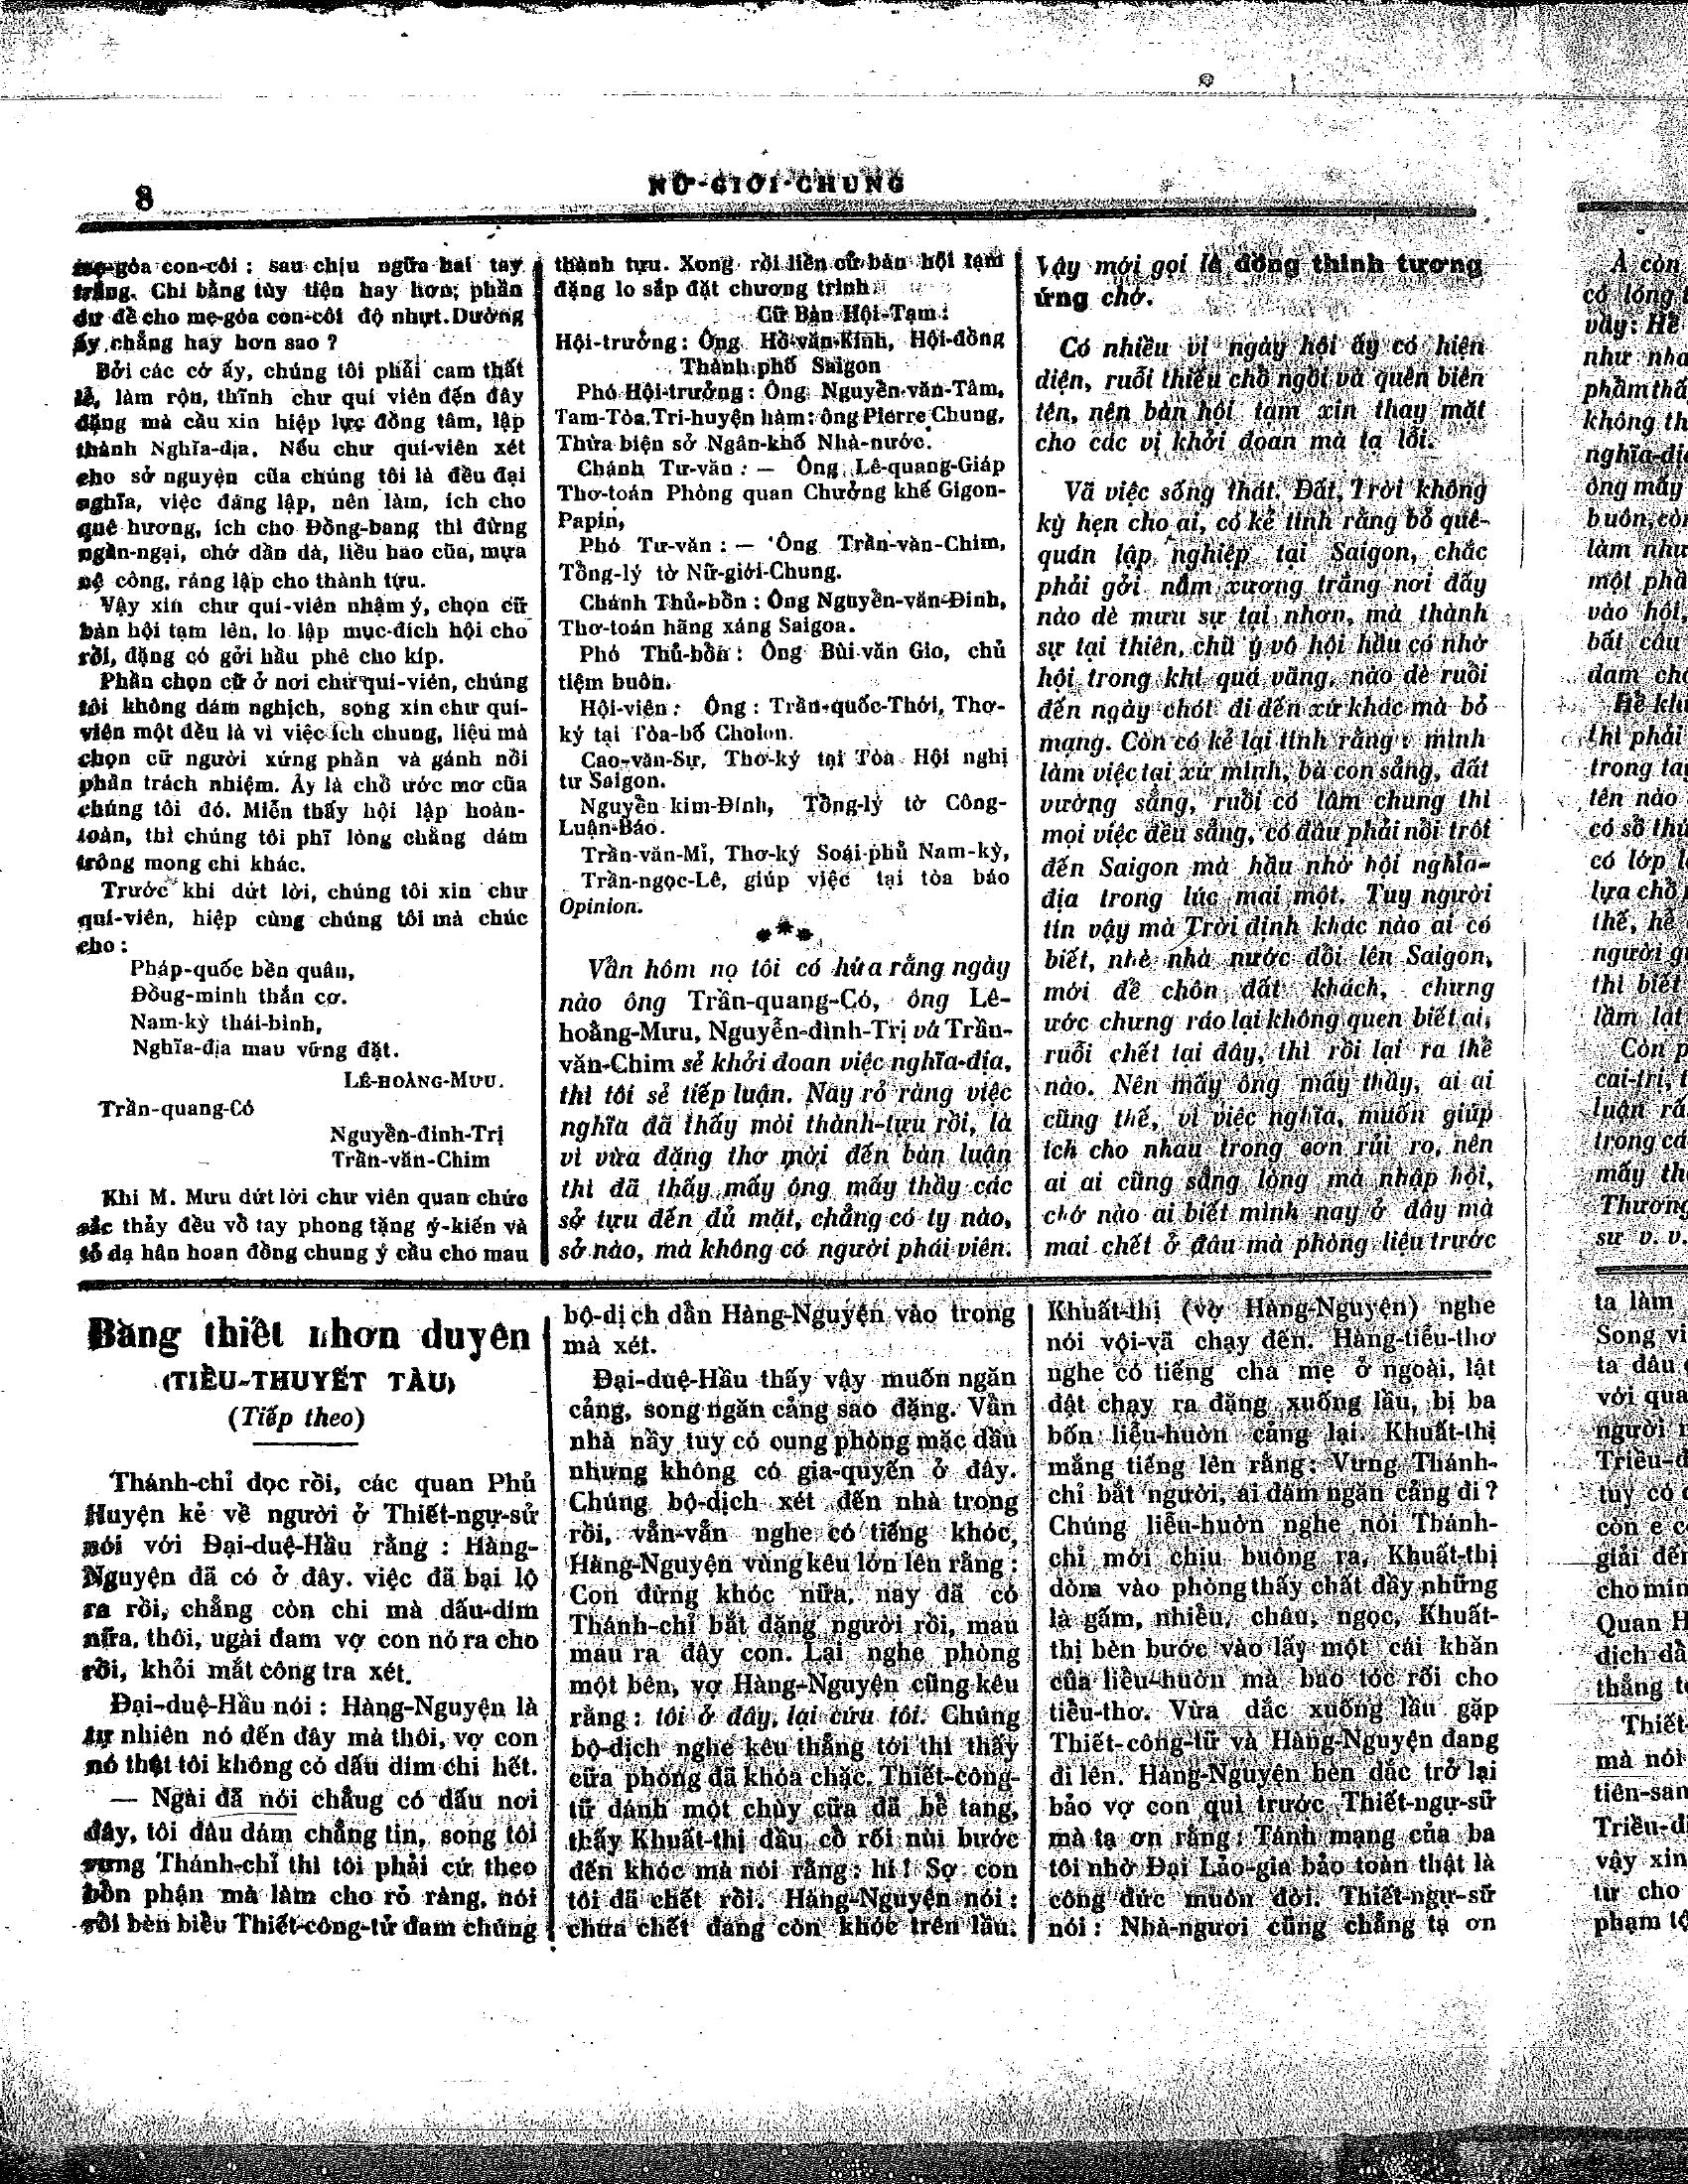 8
NỮ-GIỚI-CHUNG
mẹ-góa con-côi : sau chịu ngữa hai tay
trắng. Chi bằng tùy tiện hay hơn; phần
dư để cho mẹ-góa con-côi độ nhựt. Dường
ấy chẳng hay hơn sao ?
Bởi các cớ ấy, chúng tôi phải cam thất
lễ, làm rộn, thĩnh chư quí viên đến đây
đặng mà cầu xin hiệp lực đồng tâm, lập
thành Nghĩa-địa. Nếu chư quí-viên xét
cho sở nguyện của chúng tôi là đều đại
nghĩa, việc đáng lập, nên làm, ích cho
quê hương, ích cho Đồng-bang thì đừng
ngần-ngại, chớ dần dà, liều hao của, mựa
nệ công, ráng lập cho thành tựu.
Vậy xin chư quí-viên nhậm ý, chọn cữ
bàn hội tạm lên, lo lập mục-đích hội cho
rồi, đặng có gởi hầu phê cho kíp.
Phần chọn cữ ở nơi chư quí-viên, chúng
tôi không dám nghịch, song xin chư quí-
viên một đều là vì việc ích chung, liệu mà
chọn cữ người xứng phần và gánh nổi
phần trách nhiệm. Ấy là chỗ ước mơ của
chúng tôi đó. Miễn thấy hội lập hoàn-
toàn, thì chúng tôi phĩ lòng chẳng dám
trông mong chi khác.
Trước khi dứt lời, chúng tôi xin chư
quí-viên, hiệp cùng chúng tôi mà chúc
cho :
Pháp-quốc bền quân,
Đồug-minh thắn cơ.
Nam-kỳ thái-bình,
Nghĩa-địa mau vững đặt.
LÊ-HOÀNG-MƯU.
Trần-quang-Có
Nguyễn-đình-Trị
Trần-văn-Chim
Khi M. Mưu dứt lời chư viên quan chức
sắc thảy đều vỗ tay phong tặng ý-kiến và
tỏ dạ hân hoan đồng chung ý cầu cho mau
thành tựu. Xong rồi liền cữ bàn hội tạm
đặng lo sắp đặt chương trình.
Cữ Bàn Hội-Tạm :
Hội-trưởng : Ông Hồ-văn-Kính, Hội-đồng
Thành phố Saigon
Phó Hội-trưởng : Ông Nguyễn-văn-Tâm,
Tam-Tòa. Tri-huyện hàm : ông Pierre Chung,
Thừa biện sở Ngân-khố Nhà-nước.
Chánh Tư-văn : — Ông Lê-quang-Giáp
Thơ-toán Phòng quan Chưởng khế Gigon-
Papin,
Phó Tư-văn : — Ông Trần-văn-Chim,
Tổng-lý tờ Nữ-giới-Chung.
Chánh Thủ-bổn : Ông Nguyễn-văn-Đinh,
Thơ-toán hãng xáng Saigoa.
Phó Thủ-bổn : Ông Bùi-văn Gio, chủ
tiệm buôn.
Hội-viên : Ông : Trần-quốc-Thới, Thơ-
ký tại Tòa-bố Cholon.
Cao-văn-Sự, Thơ-ký tại Tòa Hội nghị
tư Saigon.
Nguyễn kim-Đính, Tổng-lý tờ Công-
Luận-Báo.
Trần-văn-Mỉ, Thơ-ký Soái-phủ Nam-kỳ,
Trần-ngọc-Lê, giúp việc tại tòa báo
Opinion.
***
Vẫn hôm nọ tôi có hứa rằng ngày
nào ông Trần-quang-Có, ông Lê-
hoằng-Mưu, Nguyễn-đình-Trị và Trần-
văn-Chim sẻ khởi đoan việc nghĩa-địa,
thì tôi sẻ tiếp luận. Nay rỏ ràng việc
nghĩa đã thấy mòi thành-tựu rồi, là
vì vừa đặng thơ mời đến bàn luận
thì đã thấy mấy ông mấy thầy các
sở tựu đến đủ mặt, chẳng có ty nào,
sở nào, mà không có người phái viên.
Vậy mới gọi là đồng thinh tương
ứng chớ.
Có nhiều vị ngày hội ấy có hiện
diện, ruỗi thiếu chỗ ngồi và quên biên
tên, nên bàn hội tạm xin thay mặt
cho các vị khởi đoan mà tạ lỗi.
Vã việc sống thát. Đất, Trời không
kỳ hẹn cho ai, có kẻ tính rằng bỏ quê-
quán lập nghiệp tại Saigon, chắc
phải gởi nắm xương trắng nơi đấy
nào dè mưu sự tại nhơn, mà thành
sự tại thiên, chữ ý vô hội hầu có nhờ
hội trong khi quá vãng, nào dè ruỗi
đến ngày chót đi đến xứ khác mà bỏ
mạng. Còn có kẻ lại tính rằng : mình
làm việc tại xứ mình, bà con sẳng, đất
vường sẳng, ruỗi có lâm chung thì
mọi việc đều sẳng, có đâu phải nỗi trôi
đến Saigon mà hầu nhờ hội nghĩa-
địa trong lúc mai một. Tuy người
tin vậy mà Trời định khác nào ai có
biết, nhè nhà nước đổi lên Saigon,
mới để chôn đất khách, chưng
ước chưng ráo lại không quen biết ai,
ruỗi chết tại đây, thì rồi lại ra thể
nào. Nên mấy ông mấy thầy, ai ai
cũng thế, vì việc nghĩa, muốn giúp
ích cho nhau trong cơn rủi ro, nên
ai ai cũng sẳng lòng mà nhập hội,
chớ nào ai biết mình nay ở đây mà
mai chết ở đâu mà phòng liệu trước
Bằng thiết nhơn duyên
(TIỂU-THUYẾT TÀU)
(Tiếp theo)
Thánh-chỉ đọc rồi, các quan Phủ
Huyện kẻ về người ở Thiết-ngự-sử
nói với Đại-duệ-Hầu rằng : Hàng-
Nguyện đã có ở đây. việc đã bại lộ
ra rồi, chẳng còn chi mà dấu-dím
nữa, thôi, ugài đam vợ con nó ra cho
rồi, khỏi mất công tra xét.
Đại-duệ-Hầu nói : Hàng-Nguyện là
tự nhiên nó đến đây mà thôi, vợ con
nó thật tôi không có dấu dím chi hết.
— Ngài đã nói chẳug có dấu nơi
đây, tôi đâu dám chẳng tin, song tôi
vưng Thánh-chỉ thì tôi phải cứ theo
bổn phận mà làm cho rỏ ràng, nói
rồi bèn biểu Thiết-công-tử đam chúng
bộ-dịch dẫn Hàng-Nguyện vào trong
mà xét.
Đại-duệ-Hầu thấy vậy muốn ngăn
cảng, song ngăn cảng sao đặng. Vẫn
nhà nầy tuy có cung phòng mặc dầu
nhưng không có gia-quyến ở đây.
Chúng bộ-dịch xét đến nhà trong
rồi, vẳn-vẳn nghe có tiếng khóc,
Hàng-Nguyện vùng kêu lớn lên rằng :
Con đừng khóc nữa, nay đã có
Thánh-chỉ bắt đặng người rồi, mau
mau ra đây con. Lại nghe phòng
một bên, vợ Hàng-Nguyện cũng kêu
rằng : tôi ở đây, lại cứu tôi. Chúng
bộ-dịch nghe kêu thẳng tới thì thấy
cữa phòng đã khóa chặc. Thiết-công-
tử đánh một chùy cữa đã bể tang,
thấy Khuất-thị đầu cổ rối nùi bước
đến khóc mà nói rằng : hí ! Sợ con
tôi đã chết rồi. Hàng-Nguyện nói :
chưa chết đang còn khóc trên lầu.
Khuất-thị (vợ Hàng-Nguyện) nghe
nói vội-vã chạy đến. Hàng-tiểu-thơ
nghe có tiếng cha mẹ ở ngoài, lật
đật chạy ra đặng xuống lầu, bị ba
bốn liễu-huờn cảng lại. Khuất-thị
mắng tiếng lên rằng : Vưng Thánh-
chỉ bắt người, ai dám ngăn cảng đi ?
Chúng liễu-huờn nghe nói Thánh-
chỉ mới chịu buông ra, Khuất-thị
dòm vào phòng thấy chất đầy những
là gấm, nhiễu, châu, ngọc, Khuất-
thị bèn bước vào lấy một cái khăn
của liễu-huờn mà bao tóc rối cho
tiểu-thơ. Vừa dắc xuống lầu gặp
Thiết-công-tử và Hàng-Nguyện đang
đi lên. Hàng-Nguyện bèn dắc trở lại
bảo vợ con quì trước Thiết-ngự-sử
mà tạ ơn rằng : Tánh mạng của ba
tôi nhờ Đại Lảo-gia bảo toàn thật là
công đức muôn đời. Thiết-ngự-sử
nói : Nhà-ngươi cũng chẳng tạ ơn
À còn
có lòng
vầy: Hễ
như nha
không th
nghĩa-địa
ông mấy
buôn, còn
làm như
một phầ
vào hội,
bất câu
dam cho
Hễ kh
thì phải
trong tay
tên nào
có sổ thứ
có lớp l
lựa chỗ
thế, hễ
người g
thì biết
lầm lạt
Còn p
cai-trị,
luận rấ
trong cá
mấy th
Thương
sư v. v.
ta làm
Song vi
ta đâu
với qua
người
Triều-đ
tuy có
còn e c
giải đến
cho mìn
Quan H
dịch dẫ
thẳng t
Thiết-
mà nói
tiên-san
Triều-đ
vậy xin
tư cho
phạm tộ